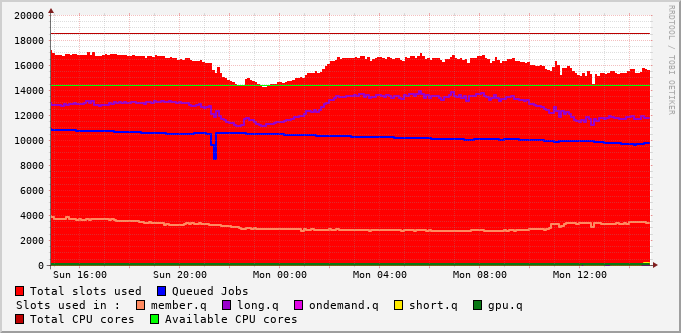 20000
18000
16000
14000
12000
10000
8000
6000
4000
2000
0
Sun 16:00 Sun 20:00 Mon 00:00 Mon 04:00 Mon 08:00 Mon 12:00
Total slots used Queued Jobs
Slots used in : member.q long.q ondemand.q short.q gpu.q
Total CPU cores Available CPU cores
RRDTOOL / TOBI OETIKER